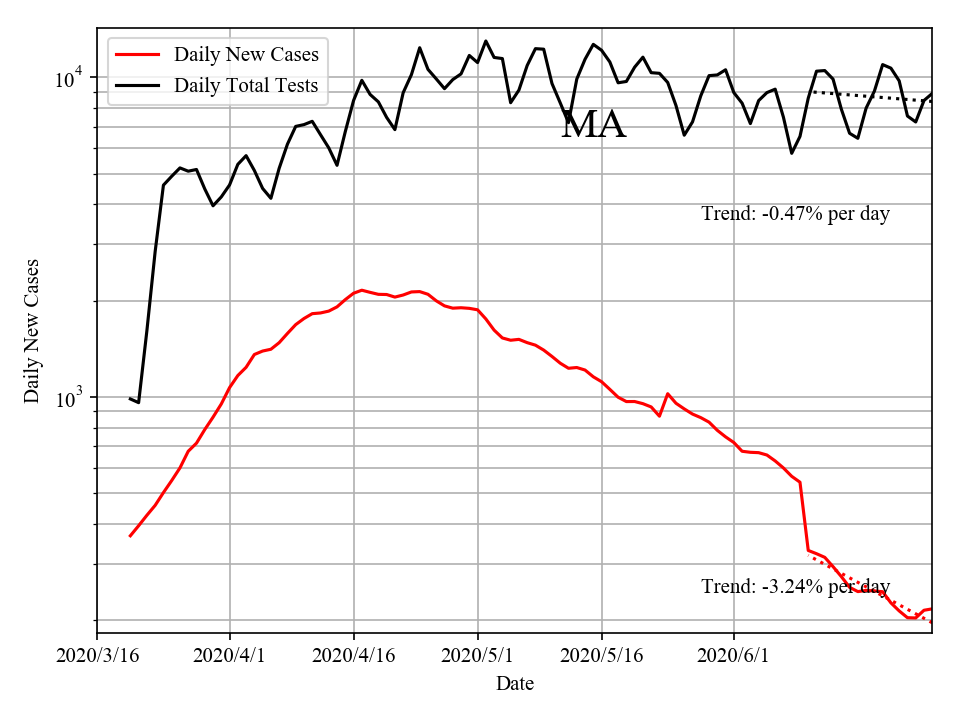 Daily New Cases
Daily Total Tests
MA
Trend: -0.47% per day
Trend: -3.24% per day
10^4
10^3
Daily New Cases
2020/3/16 2020/4/1 2020/4/16 2020/5/1 2020/5/16 2020/6/1
Date